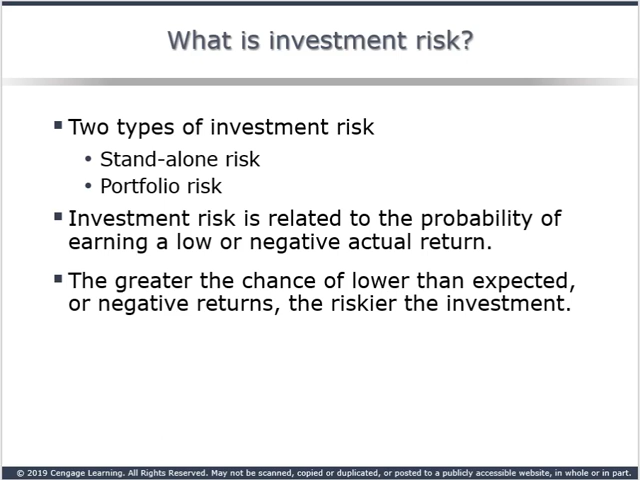 What is investment risk?
▪ Two types of investment risk
• Stand-alone risk
• Portfolio risk
▪ Investment risk is related to the probability of
earning a low or negative actual return.
▪ The greater the chance of lower than expected,
or negative returns, the riskier the investment.
© 2019 Cengage Learning. All Rights Reserved. May not be scanned, copied or duplicated, or posted to a publicly accessible website, in whole or in part.